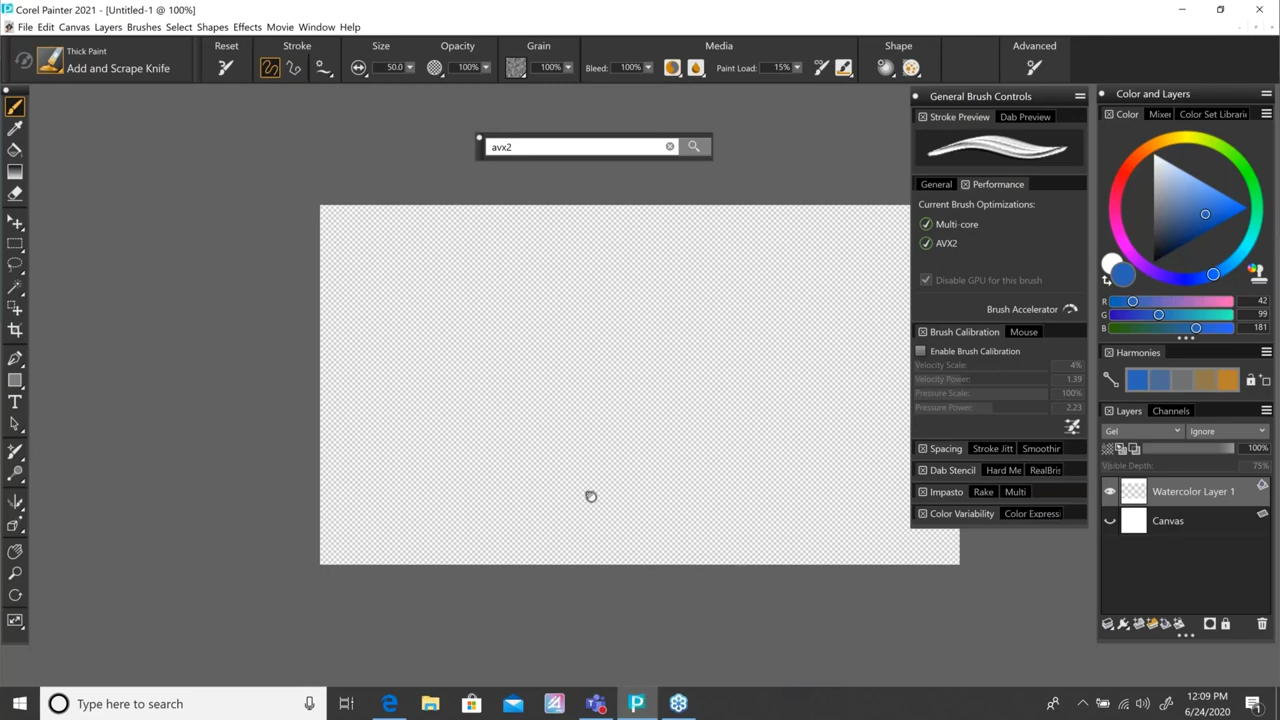 Corel Painter 2021 - [Untitled-1 @ 100%]
File Edit Canvas Layers Brushes Select Shapes Effects Movie Window Help
Thick Paint
Add and Scrape Knife
Reset Stroke Size Opacity Grain Media Shape Advanced
50.0 100% 100% Bleed: 100% Paint Load: 15%
avx2
General Brush Controls
Stroke Preview Dab Preview
General Performance
Current Brush Optimizations:
Multi-core
AVX2
Disable GPU for this brush
Brush Accelerator
Brush Calibration Mouse
Enable Brush Calibration
Velocity Scale: 4%
Velocity Power: 1.39
Pressure Scale: 100%
Pressure Power: 2.23
Spacing Stroke Jitt Smoothin
Dab Stencil Hard Me RealBris
Impasto Rake Multi
Color Variability Color Express
Color and Layers
Color Mixer Color Set Librari
R 42
G 99
B 181
Harmonies
Layers Channels
Gel Ignore
100%
Visible Depth: 75%
Watercolor Layer 1
Canvas
Type here to search
12:09 PM
6/24/2020
1